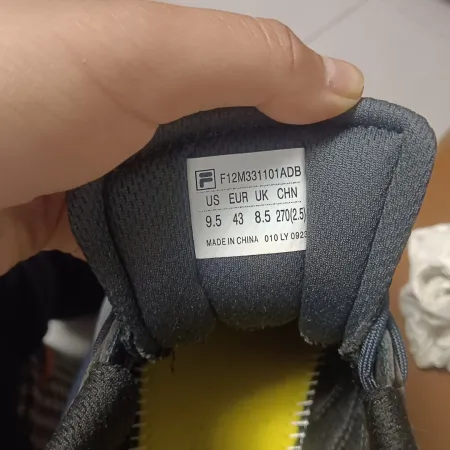 F12M331101ADB
US EUR UK CHN
9.5 43 8.5 270(2.5)
MADE IN CHINA 010 LY 0923